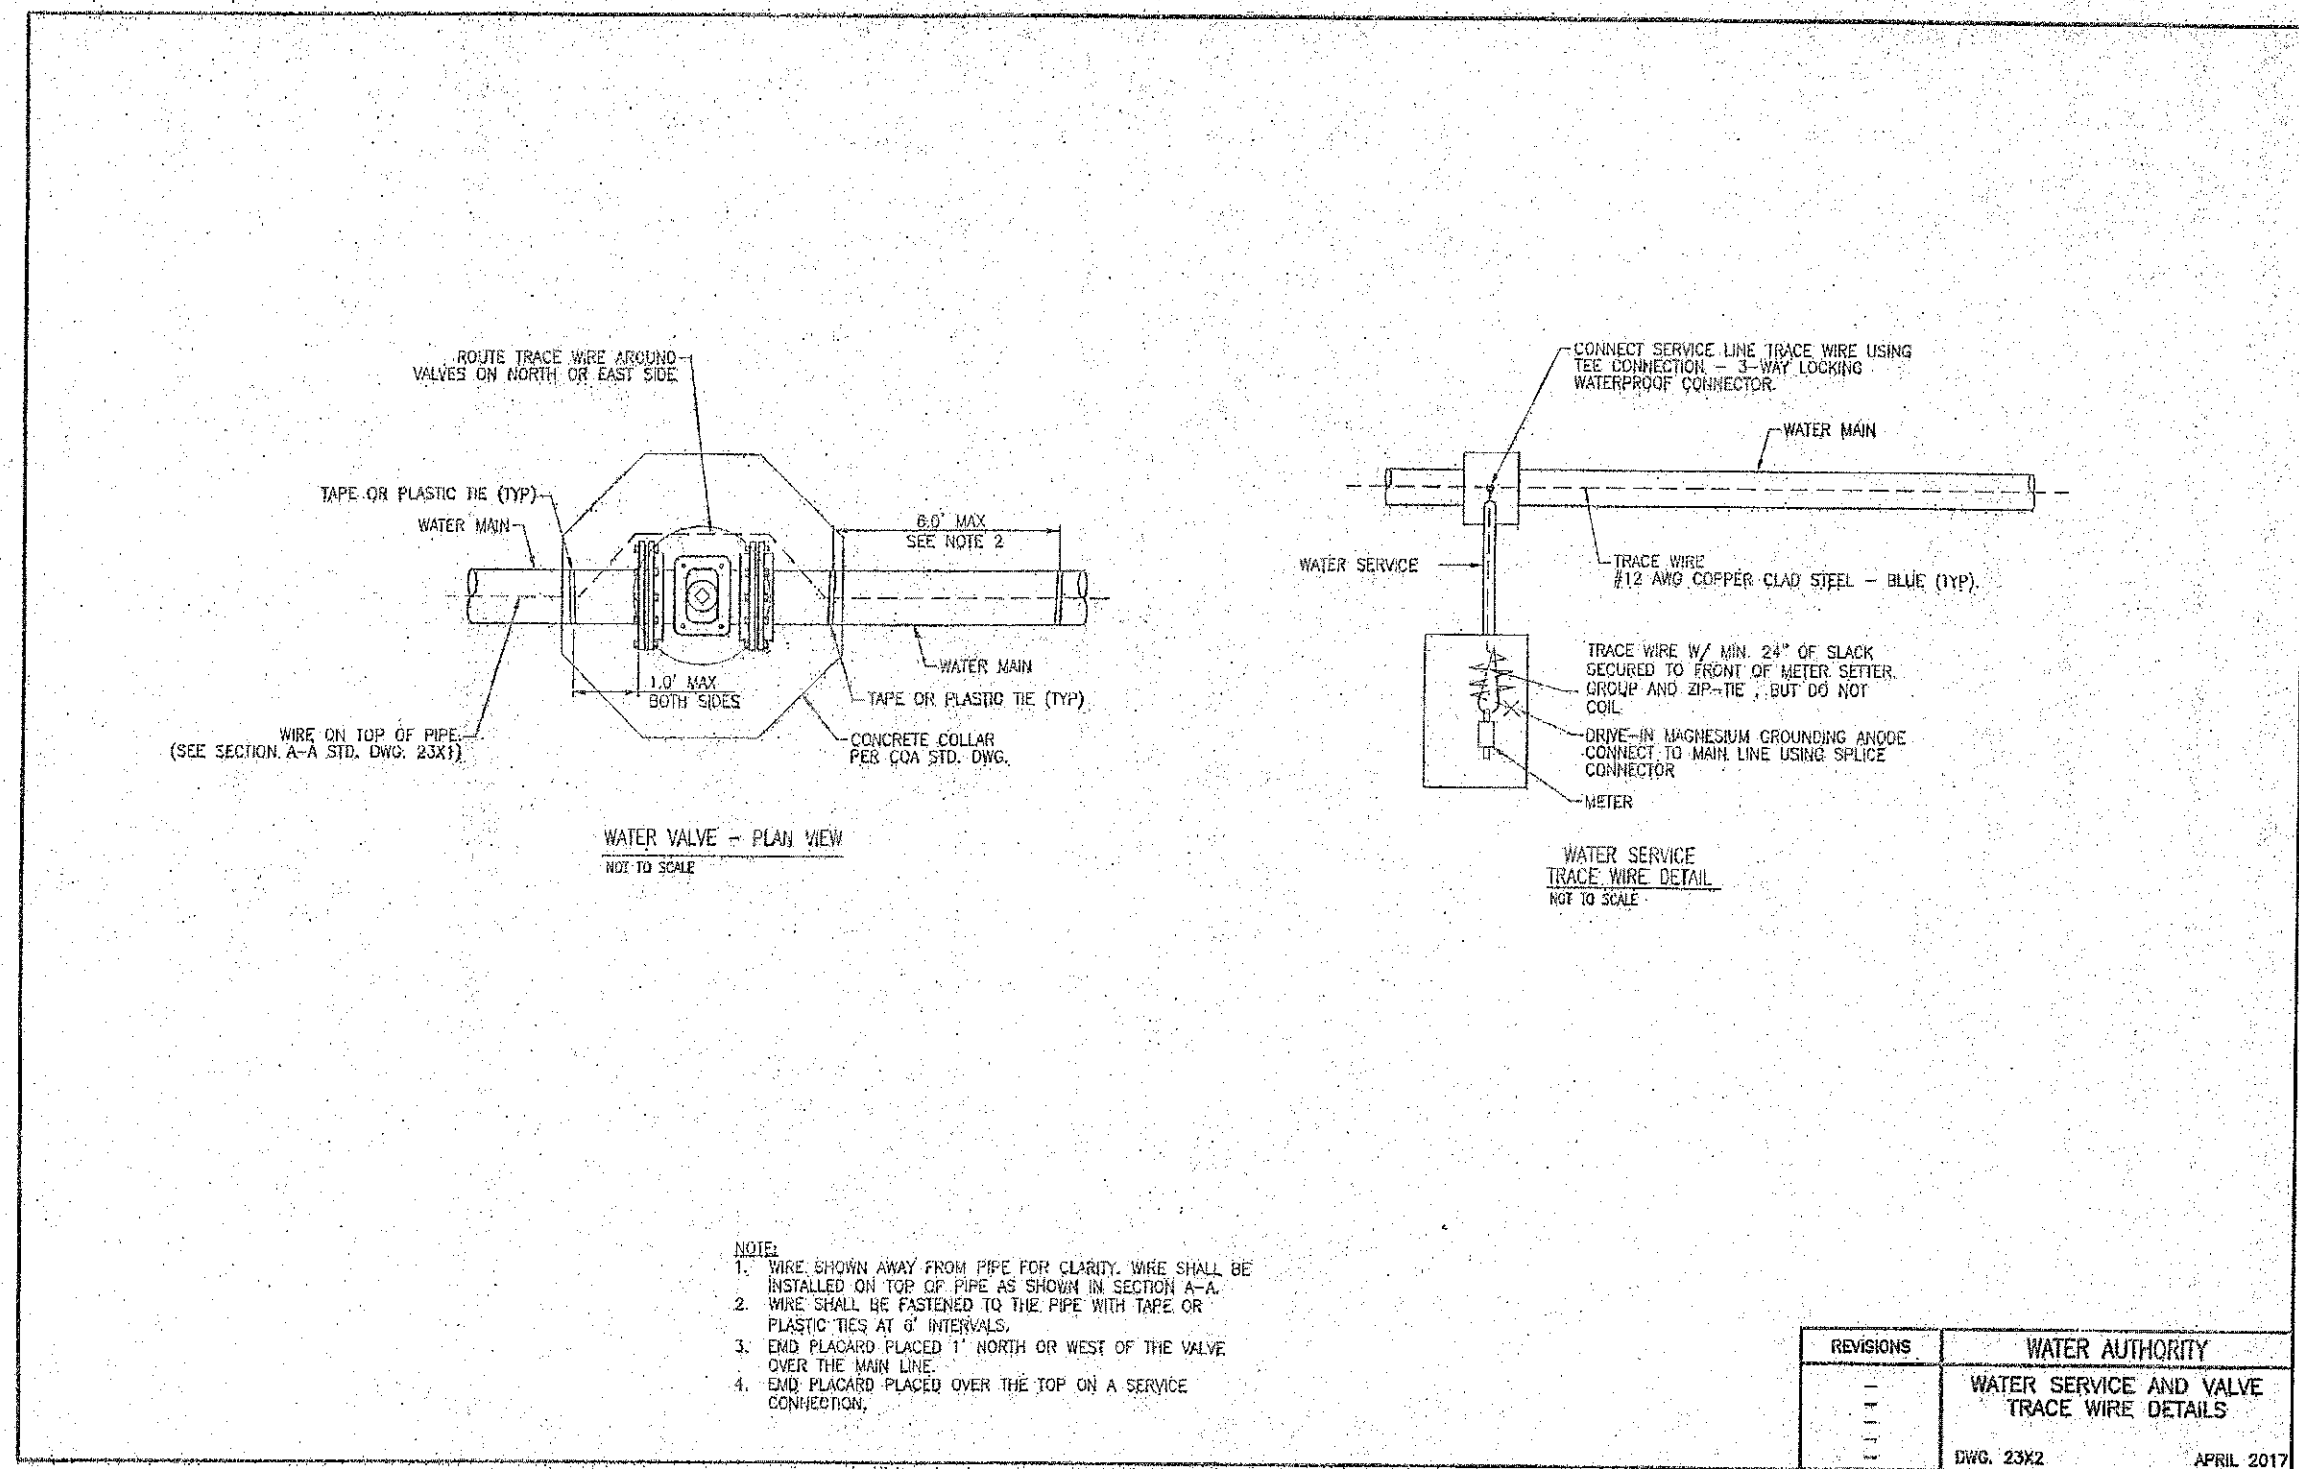 ROUTE TRACE WIRE AROUND
VALVES ON NORTH OR EAST SIDE
TAPE OR PLASTIC TIE (TYP)
WATER MAIN
6.0' MAX
SEE NOTE 2
1.0' MAX
BOTH SIDES
WATER MAIN
TAPE OR PLASTIC TIE (TYP)
WIRE ON TOP OF PIPE
(SEE SECTION A-A STD. DWG. 23X1)
CONCRETE COLLAR
PER COA STD. DWG.
WATER VALVE - PLAN VIEW
NOT TO SCALE
CONNECT SERVICE LINE TRACE WIRE USING
TEE CONNECTION - 3-WAY LOCKING
WATERPROOF CONNECTOR.
WATER MAIN
WATER SERVICE
TRACE WIRE
#12 AWG COPPER CLAD STEEL - BLUE (TYP).
TRACE WIRE W/ MIN. 24" OF SLACK
SECURED TO FRONT OF METER SETTER.
GROUP AND ZIP-TIE , BUT DO NOT
COIL
DRIVE-IN MAGNESIUM GROUNDING ANODE
CONNECT TO MAIN LINE USING SPLICE
CONNECTOR
METER
WATER SERVICE
TRACE WIRE DETAIL
NOT TO SCALE
NOTE:
1. WIRE SHOWN AWAY FROM PIPE FOR CLARITY. WIRE SHALL BE
INSTALLED ON TOP OF PIPE AS SHOWN IN SECTION A-A.
2. WIRE SHALL BE FASTENED TO THE PIPE WITH TAPE OR
PLASTIC TIES AT 6' INTERVALS.
3. EMD PLACARD PLACED 1' NORTH OR WEST OF THE VALVE
OVER THE MAIN LINE.
4. EMD PLACARD PLACED OVER THE TOP ON A SERVICE
CONNECTION.
REVISIONS
WATER AUTHORITY
WATER SERVICE AND VALVE
TRACE WIRE DETAILS
DWG. 23X2 APRIL 2017